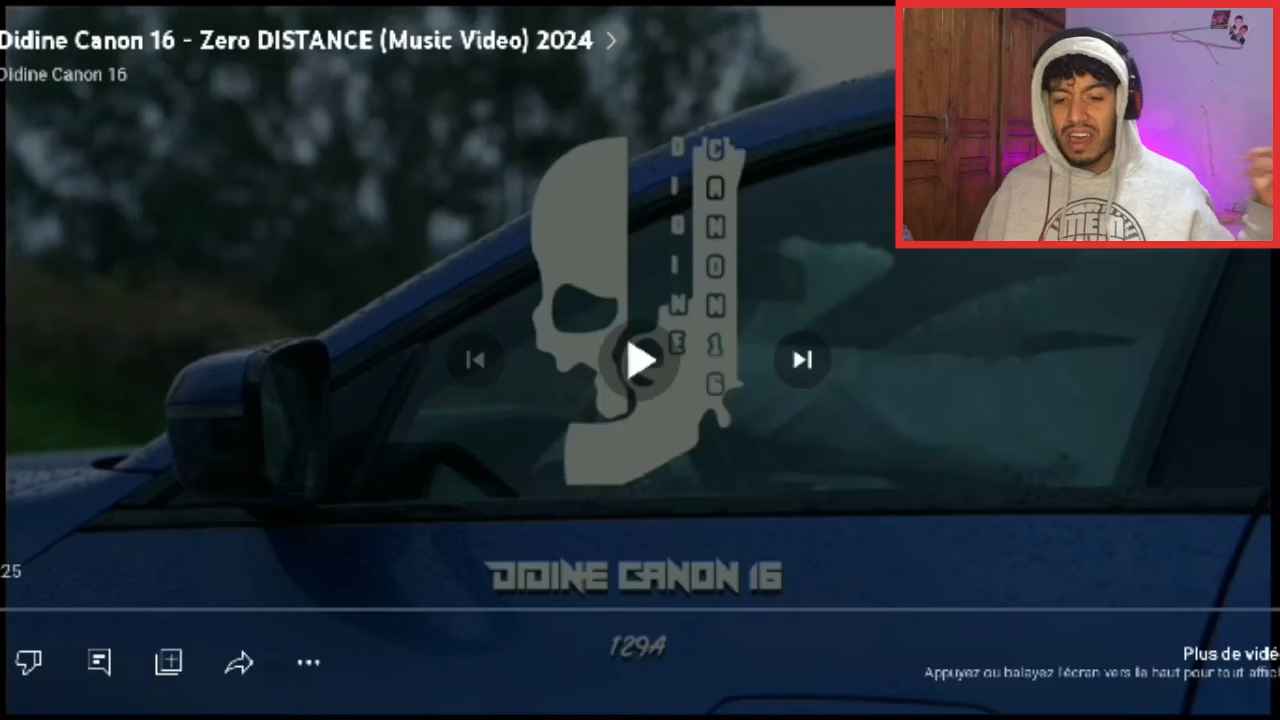 Didine Canon 16 - Zero DISTANCE (Music Video) 2024
Didine Canon 16
DIDINE
CANON16
25
DIDINE CANON 16
129A
Plus de vidé
Appuyez ou balayez l'écran vers le haut pour tout affic